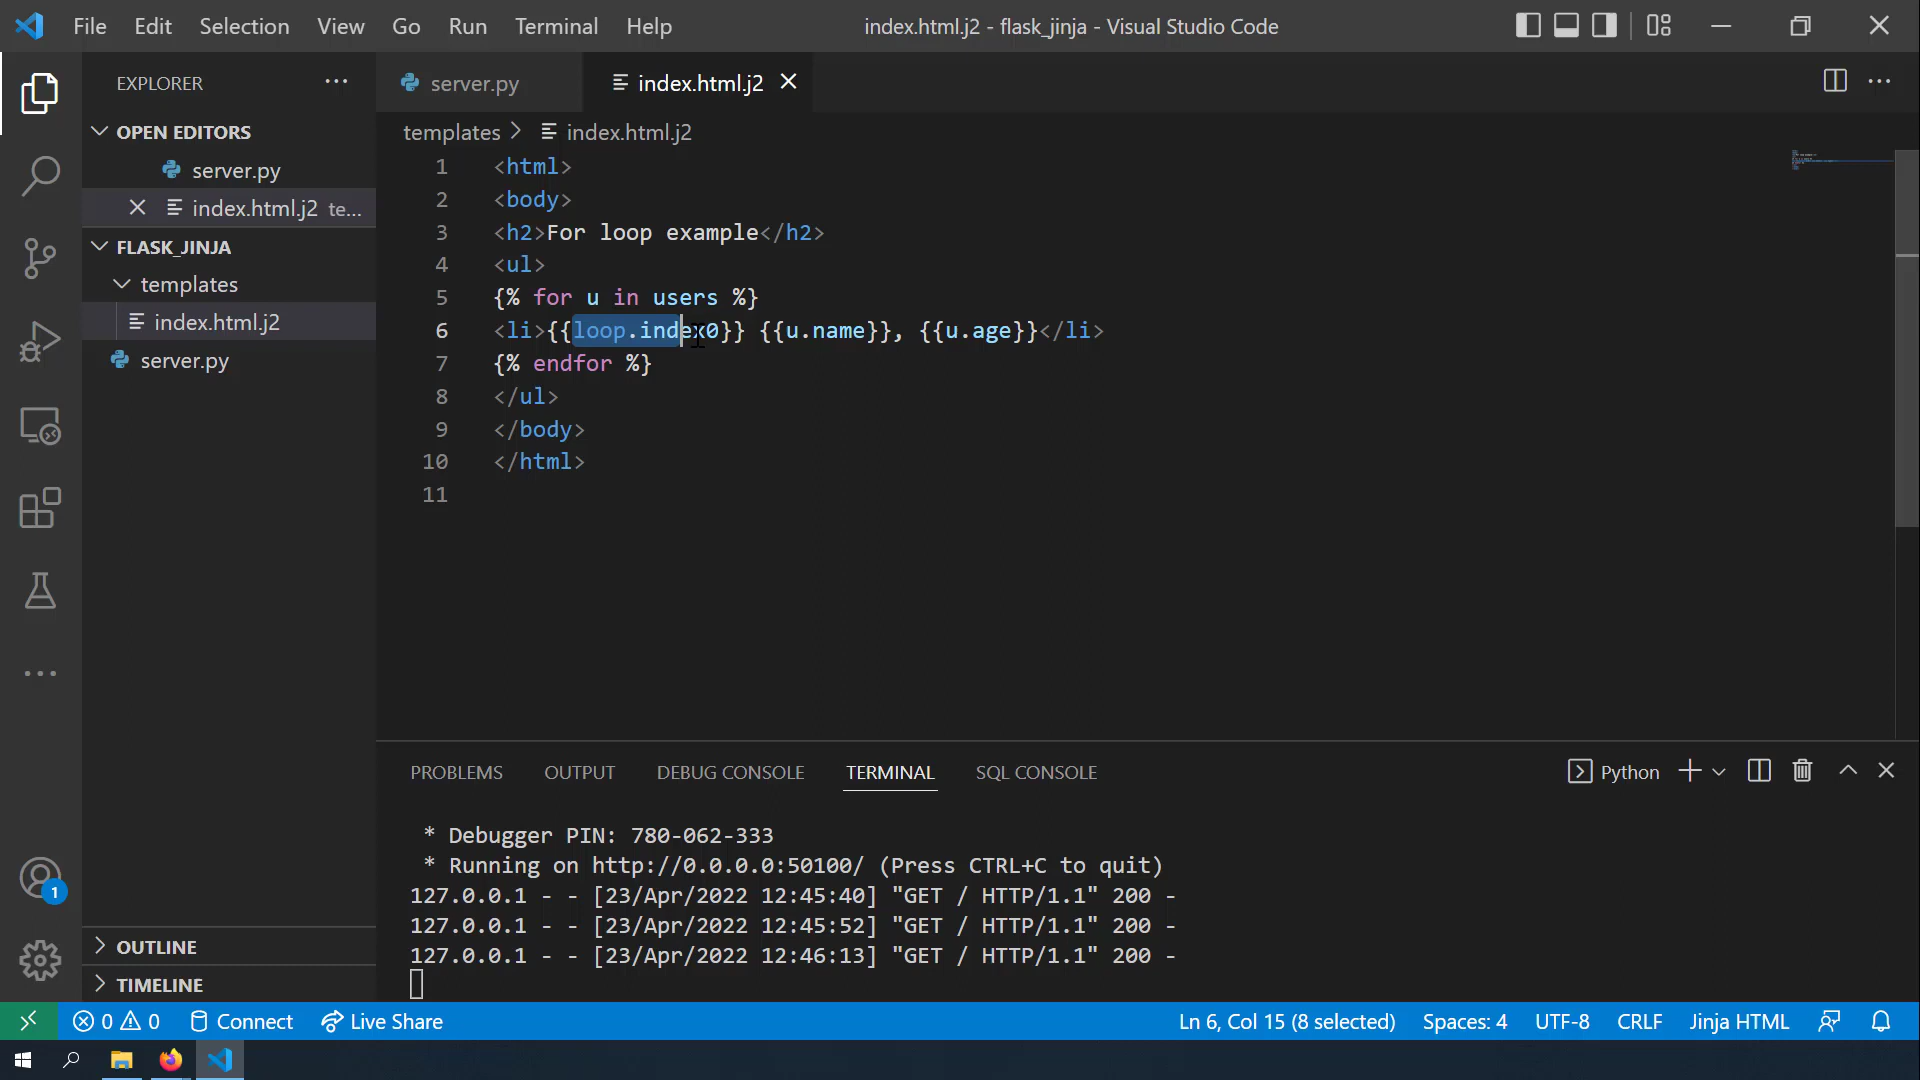 File Edit Selection View Go Run Terminal Help
index.html.j2 - flask_jinja - Visual Studio Code
EXPLORER
OPEN EDITORS
server.py
index.html.j2 te...
FLASK_JINJA
templates
index.html.j2
server.py
OUTLINE
TIMELINE
server.py
index.html.j2
templates > index.html.j2
1 <html>
2 <body>
3 <h2>For loop example</h2>
4 <ul>
5 {% for u in users %}
6 <li>{{loop.index0}} {{u.name}}, {{u.age}}</li>
7 {% endfor %}
8 </ul>
9 </body>
10 </html>
11
PROBLEMS OUTPUT DEBUG CONSOLE TERMINAL SQL CONSOLE
Python
* Debugger PIN: 780-062-333
* Running on http://0.0.0.0:50100/ (Press CTRL+C to quit)
127.0.0.1 - - [23/Apr/2022 12:45:40] "GET / HTTP/1.1" 200 -
127.0.0.1 - - [23/Apr/2022 12:45:52] "GET / HTTP/1.1" 200 -
127.0.0.1 - - [23/Apr/2022 12:46:13] "GET / HTTP/1.1" 200 -
1
0 0 Connect Live Share
Ln 6, Col 15 (8 selected) Spaces: 4 UTF-8 CRLF Jinja HTML